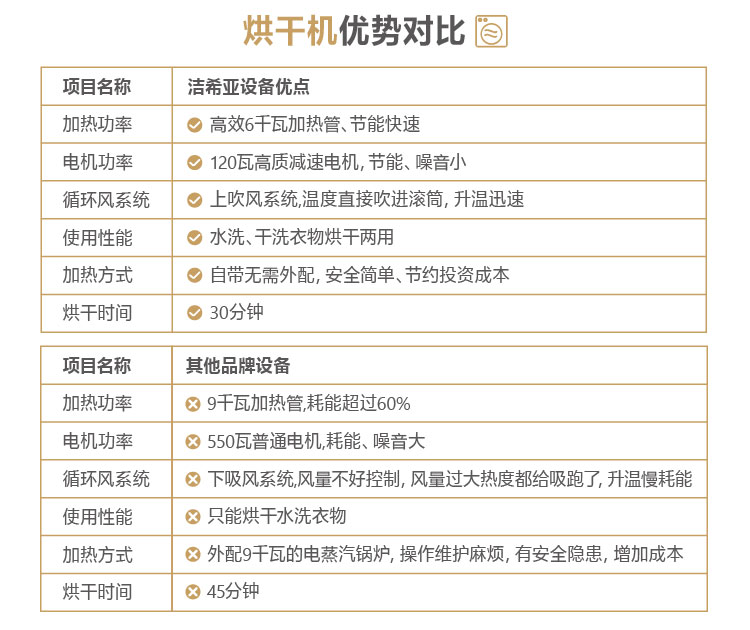 烘干机优势对比
项目名称 洁希亚设备优点
加热功率 高效6千瓦加热管、节能快速
电机功率 120瓦高质减速电机, 节能、噪音小
循环风系统 上吹风系统,温度直接吹进滚筒, 升温迅速
使用性能 水洗、干洗衣物烘干两用
加热方式 自带无需外配, 安全简单、节约投资成本
烘干时间 30分钟
项目名称 其他品牌设备
加热功率 9千瓦加热管,耗能超过60%
电机功率 550瓦普通电机,耗能、噪音大
循环风系统 下吸风系统,风量不好控制, 风量过大热度都给吸跑了, 升温慢耗能
使用性能 只能烘干水洗衣物
加热方式 外配9千瓦的电蒸汽锅炉, 操作维护麻烦, 有安全隐患, 增加成本
烘干时间 45分钟